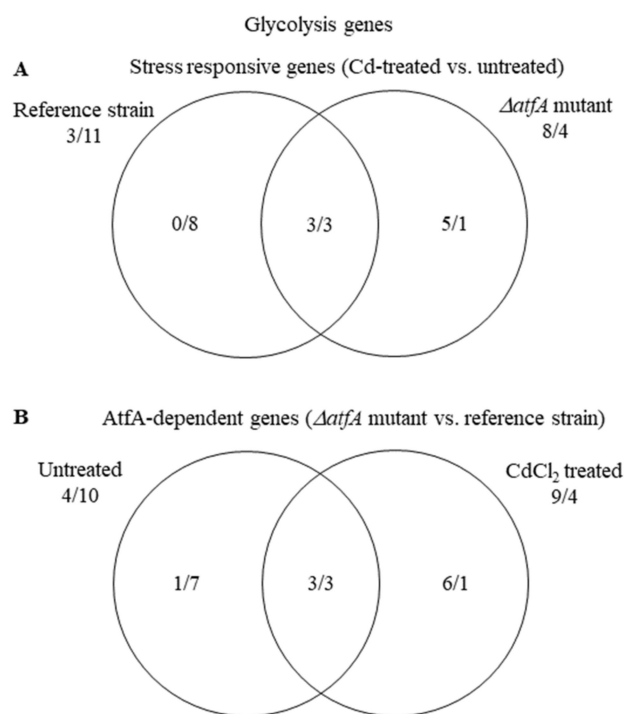 Glycolysis genes
A Stress responsive genes (Cd-treated vs. untreated)
Reference strain
3/11
ΔatfA mutant
8/4
0/8 3/3 5/1
B AtfA-dependent genes (ΔatfA mutant vs. reference strain)
Untreated
4/10
CdCl₂ treated
9/4
1/7 3/3 6/1